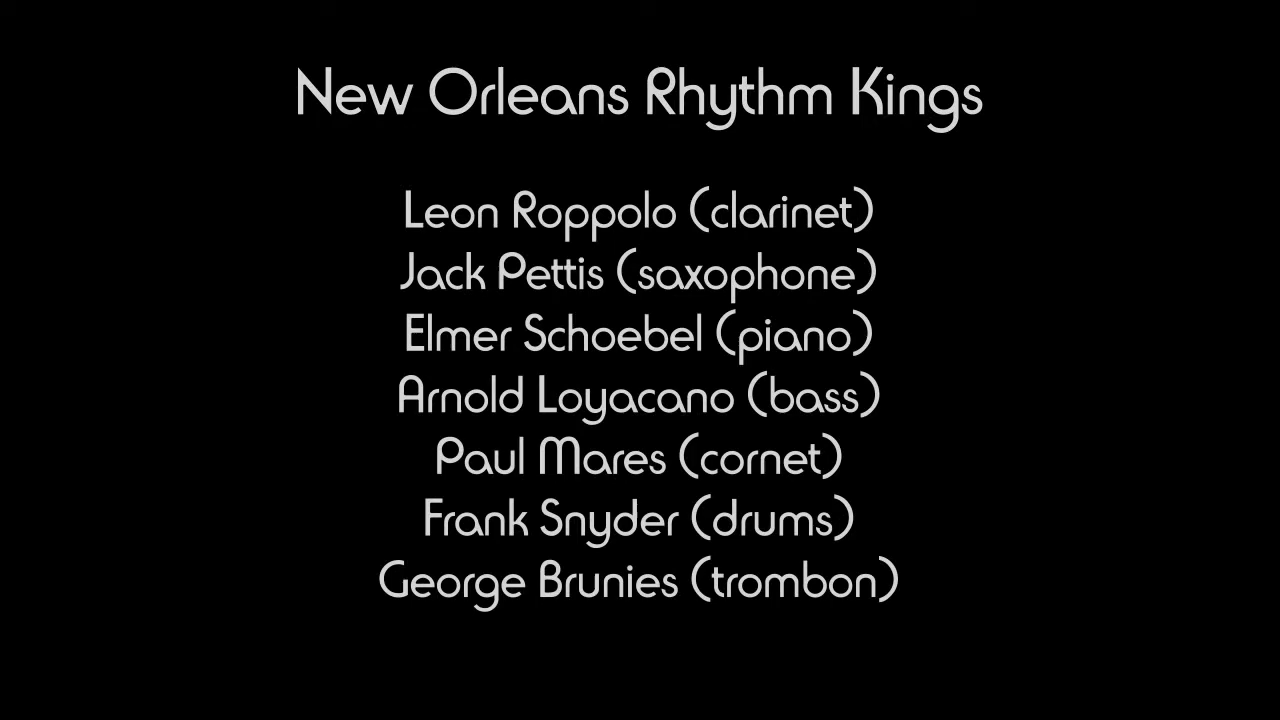 New Orleans Rhythm Kings
Leon Roppolo (clarinet)
Jack Pettis (saxophone)
Elmer Schoebel (piano)
Arnold Loyacano (bass)
Paul Mares (cornet)
Frank Snyder (drums)
George Brunies (trombon)